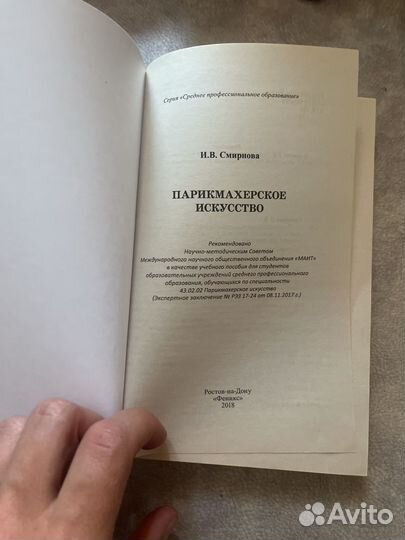 Серия «Среднее профессиональное образование»
И.В. Смирнова
ПАРИКМАХЕРСКОЕ
ИСКУССТВО
Рекомендовано
Научно-методическим Советом
Международного научного общественного объединения «МАИТ»
в качестве учебного пособия для студентов
образовательных учреждений среднего профессионального
образования, обучающихся по специальности
43.02.02 Парикмахерское искусство
(Экспертное заключение № РЭЗ 17-24 от 08.11.2017 г.)
Ростов-на-Дону
«Феникс»
2018
Avito